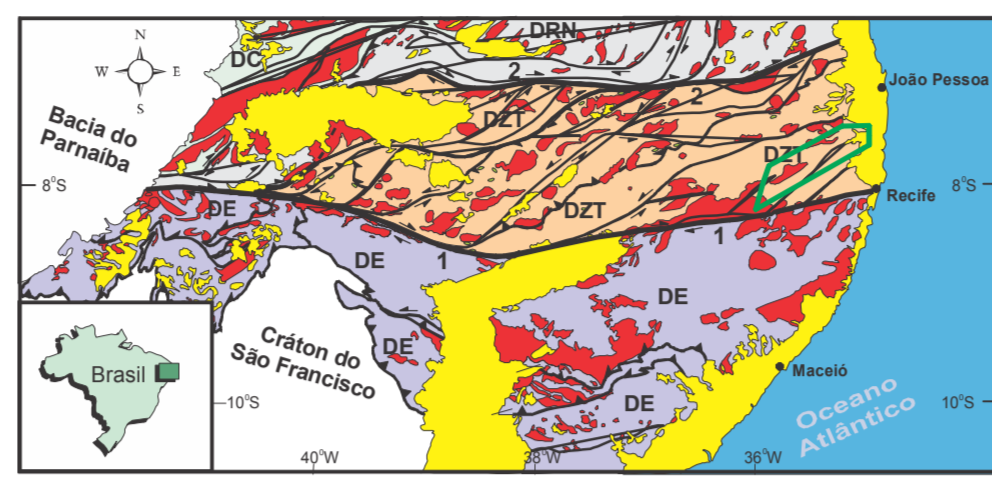 DRN
N
W E
S
DC
2
2
João Pessoa
Bacia do
Parnaíba
DZT
DZT
8°S
8°S
DE
Recife
DZT
1
DE
1
DE
Cráton do
São Francisco
DE
Brasil
Maceió
10°S
DE
Oceano
Atlântico
10°S
40°W
38°W
36°W